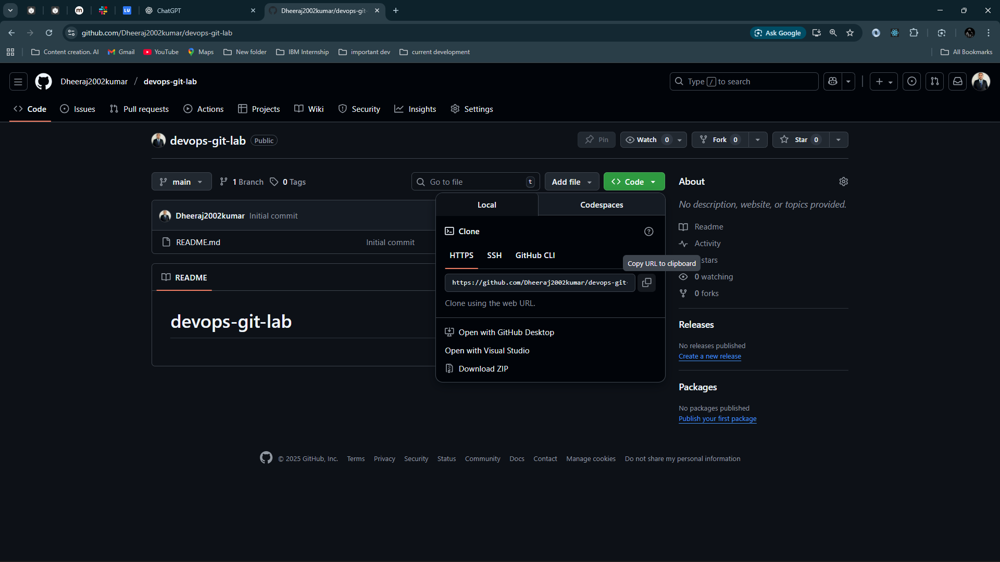 ChatGPT
Dheeraj2002kumar/devops-git-
github.com/Dheeraj2002kumar/devops-git-lab
Ask Google
Content creation. AI
Gmail
YouTube
Maps
New folder
IBM Internship
important dev
current development
All Bookmarks
Dheeraj2002kumar / devops-git-lab
Type / to search
Code
Issues
Pull requests
Actions
Projects
Wiki
Security
Insights
Settings
devops-git-lab Public
Pin
Watch 0
Fork 0
Star 0
main
1 Branch
0 Tags
Go to file
t
Add file
Code
About
No description, website, or topics provided.
Local
Codespaces
Dheeraj2002kumar Initial commit
README.md Initial commit
Clone
HTTPS
SSH
GitHub CLI
Copy URL to clipboard
https://github.com/Dheeraj2002kumar/devops-git-
Clone using the web URL.
Open with GitHub Desktop
Open with Visual Studio
Download ZIP
README
devops-git-lab
Readme
Activity
stars
0 watching
0 forks
Releases
No releases published
Create a new release
Packages
No packages published
Publish your first package
© 2025 GitHub, Inc.
Terms
Privacy
Security
Status
Community
Docs
Contact
Manage cookies
Do not share my personal information
m
LU